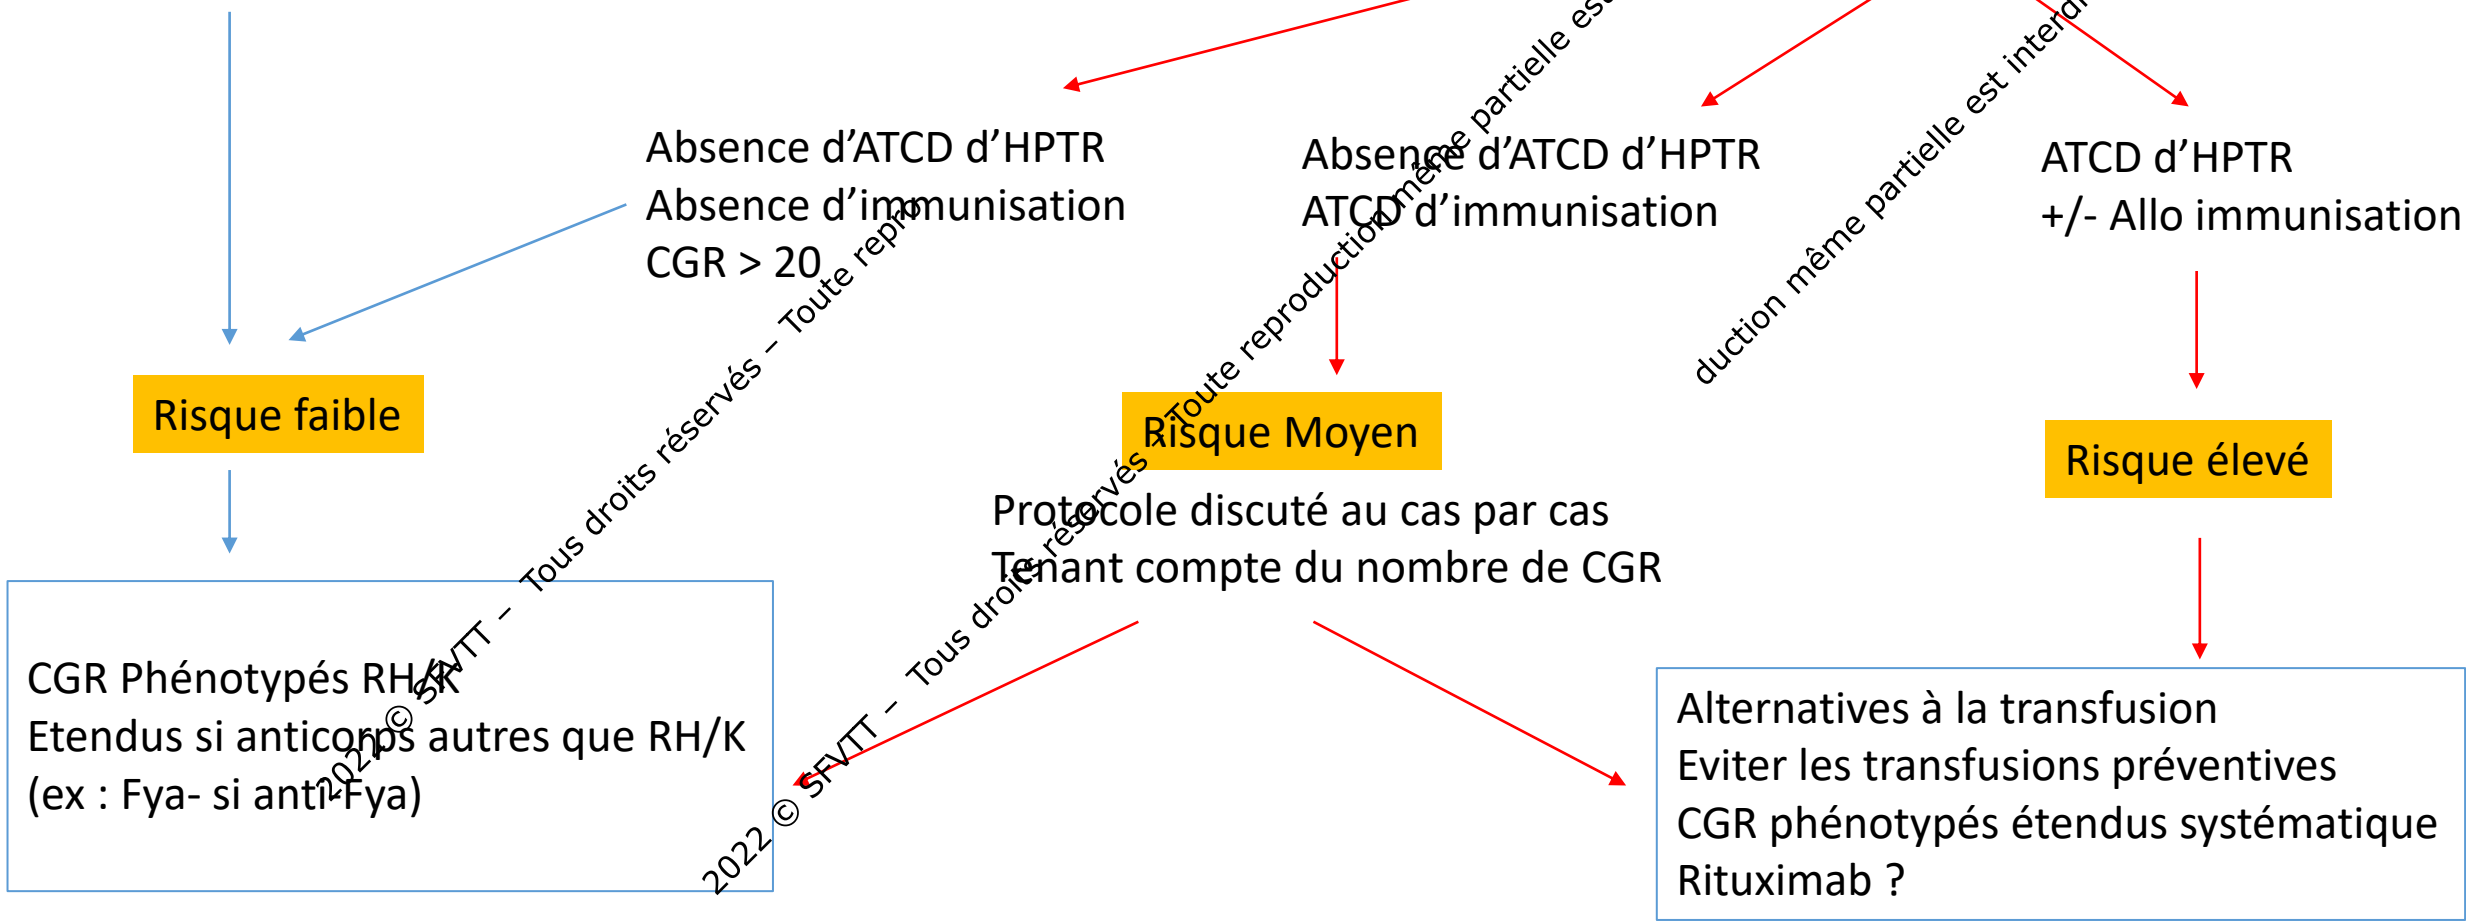 Absence d’ATCD d’HPTR
Absence d’immunisation
CGR > 20
Absence d’ATCD d’HPTR
ATCD d’immunisation
ATCD d’HPTR
+/- Allo immunisation
Risque faible
Risque Moyen
Protocole discuté au cas par cas
Tenant compte du nombre de CGR
Risque élevé
CGR Phénotypés RH/K
Etendus si anticorps autres que RH/K
(ex : Fya- si anti-Fya)
Alternatives à la transfusion
Eviter les transfusions préventives
CGR phénotypés étendus systématique
Rituximab ?
2022 © SFVTT – Tous droits réservés – Toute repro
duction même partielle est interdi
2022 © SFVTT – Tous droits réservés – Toute reproduction même partielle est